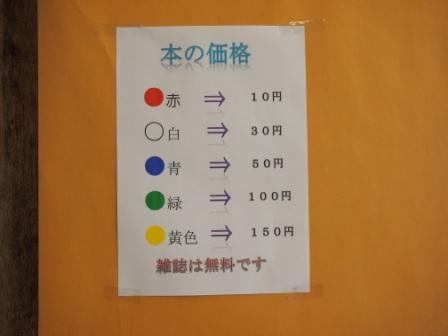 本の価格
赤 ⇒ 10円
白 ⇒ 30円
青 ⇒ 50円
緑 ⇒ 100円
黄色 ⇒ 150円
雑誌は無料です